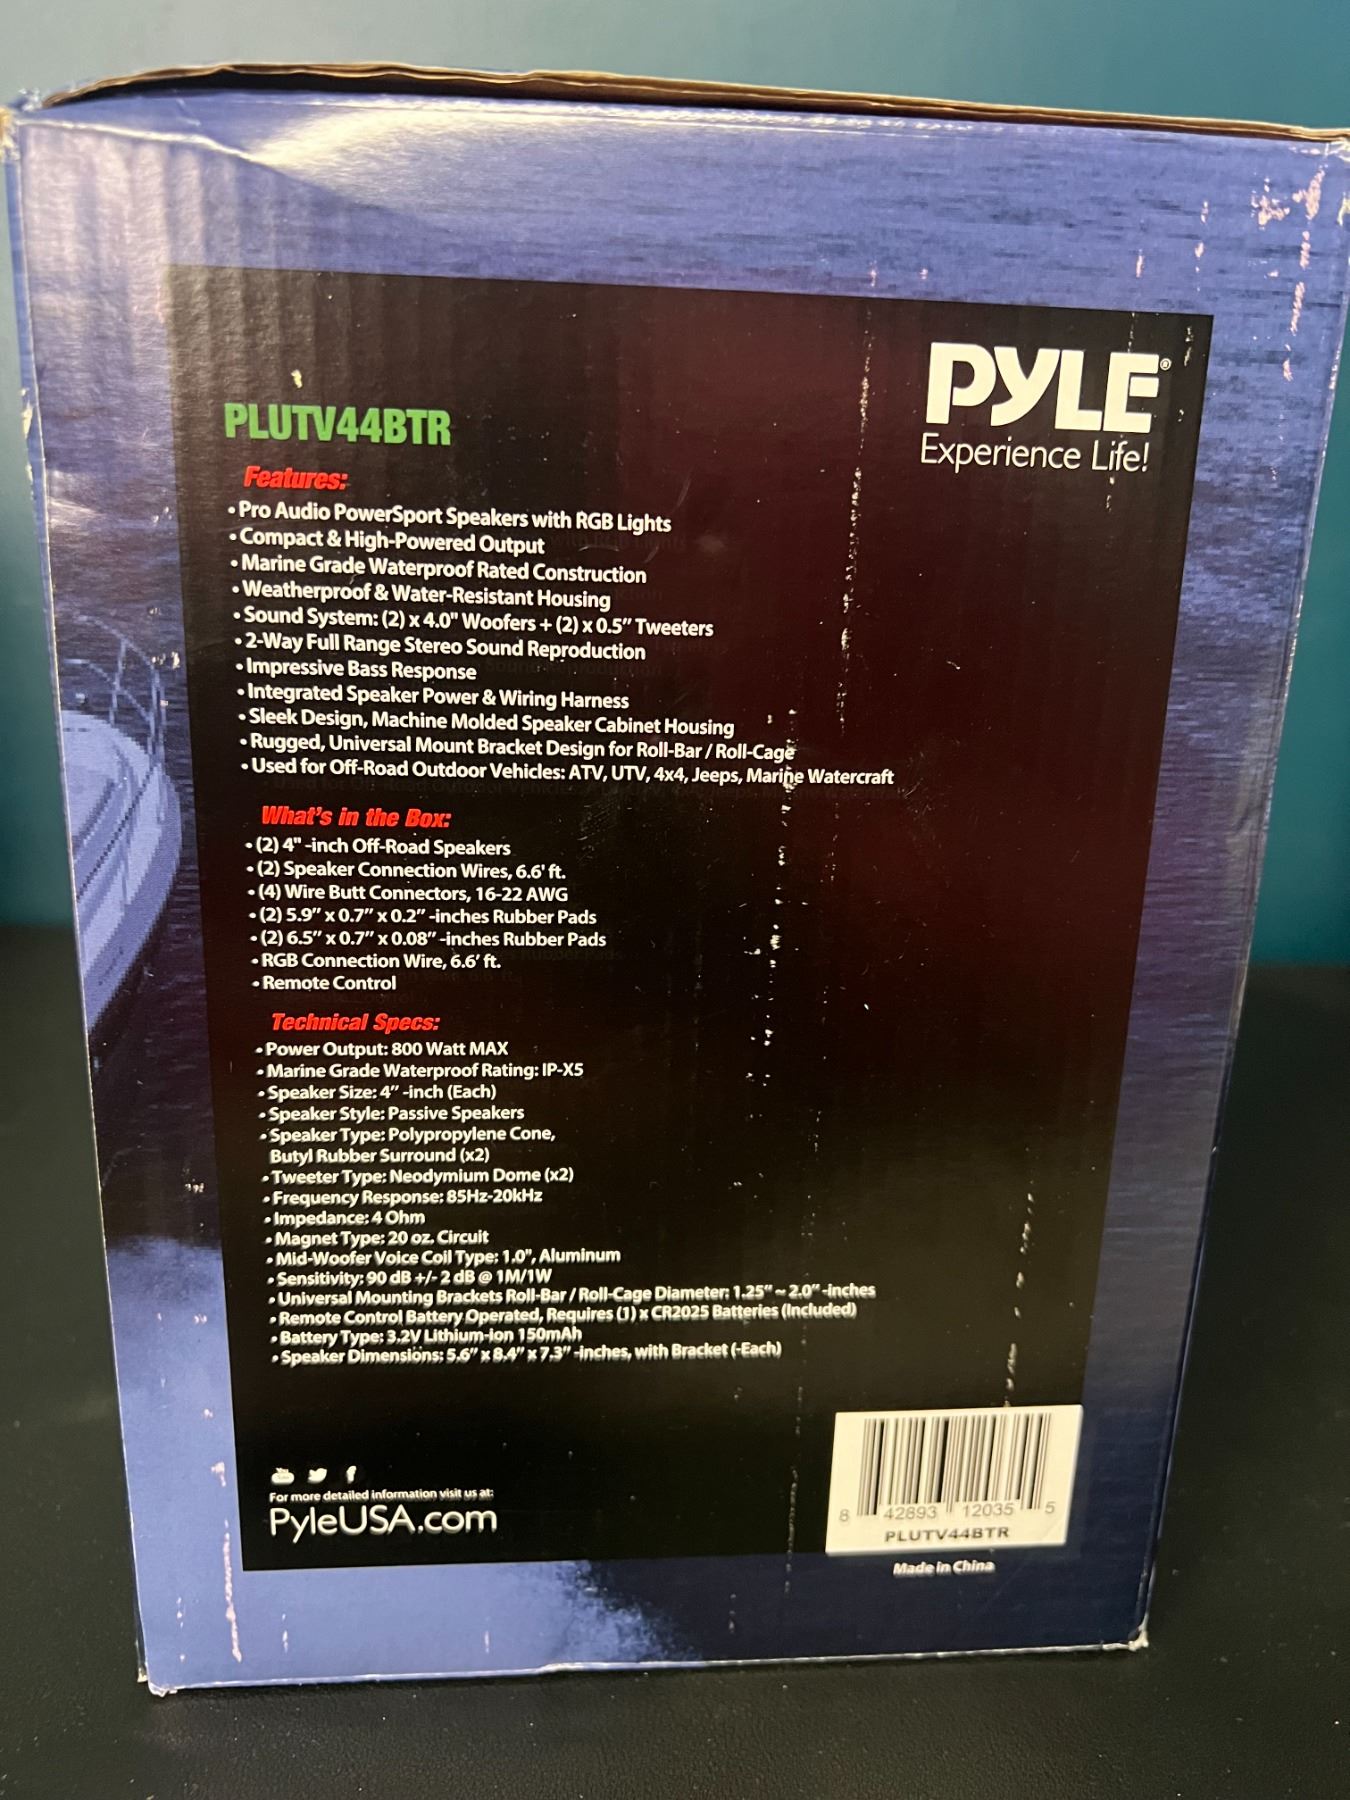 PYLE®
Experience Life!
PLUTV44BTR
Features:
• Pro Audio PowerSport Speakers with RGB Lights
• Compact & High-Powered Output
• Marine Grade Waterproof Rated Construction
• Weatherproof & Water-Resistant Housing
• Sound System: (2) x 4.0" Woofers + (2) x 0.5" Tweeters
• 2-Way Full Range Stereo Sound Reproduction
• Impressive Bass Response
• Integrated Speaker Power & Wiring Harness
• Sleek Design, Machine Molded Speaker Cabinet Housing
• Rugged, Universal Mount Bracket Design for Roll-Bar / Roll-Cage
• Used for Off-Road Outdoor Vehicles: ATV, UTV, 4x4, Jeeps, Marine Watercraft
What's in the Box:
• (2) 4" -inch Off-Road Speakers
• (2) Speaker Connection Wires, 6.6' ft.
• (4) Wire Butt Connectors, 16-22 AWG
• (2) 5.9" x 0.7" x 0.2" -inches Rubber Pads
• (2) 6.5" x 0.7" x 0.08" -inches Rubber Pads
• RGB Connection Wire, 6.6' ft.
• Remote Control
Technical Specs:
• Power Output: 800 Watt MAX
• Marine Grade Waterproof Rating: IP-X5
• Speaker Size: 4" -inch (Each)
• Speaker Style: Passive Speakers
• Speaker Type: Polypropylene Cone,
Butyl Rubber Surround (x2)
• Tweeter Type: Neodymium Dome (x2)
• Frequency Response: 85Hz-20kHz
• Impedance: 4 Ohm
• Magnet Type: 20 oz. Circuit
• Mid-Woofer Voice Coil Type: 1.0", Aluminum
• Sensitivity: 90 dB +/- 2 dB @ 1M/1W
• Universal Mounting Brackets Roll-Bar / Roll-Cage Diameter: 1.25" ~ 2.0" -inches
• Remote Control Battery Operated, Requires (1) x CR2025 Batteries (Included)
• Battery Type: 3.2V Lithium-Ion 150mAh
• Speaker Dimensions: 5.6" x 8.4" x 7.3" -inches, with Bracket (-Each)
For more detailed information visit us at:
PyleUSA.com
8 42893 12035 5
PLUTV44BTR
Made in China